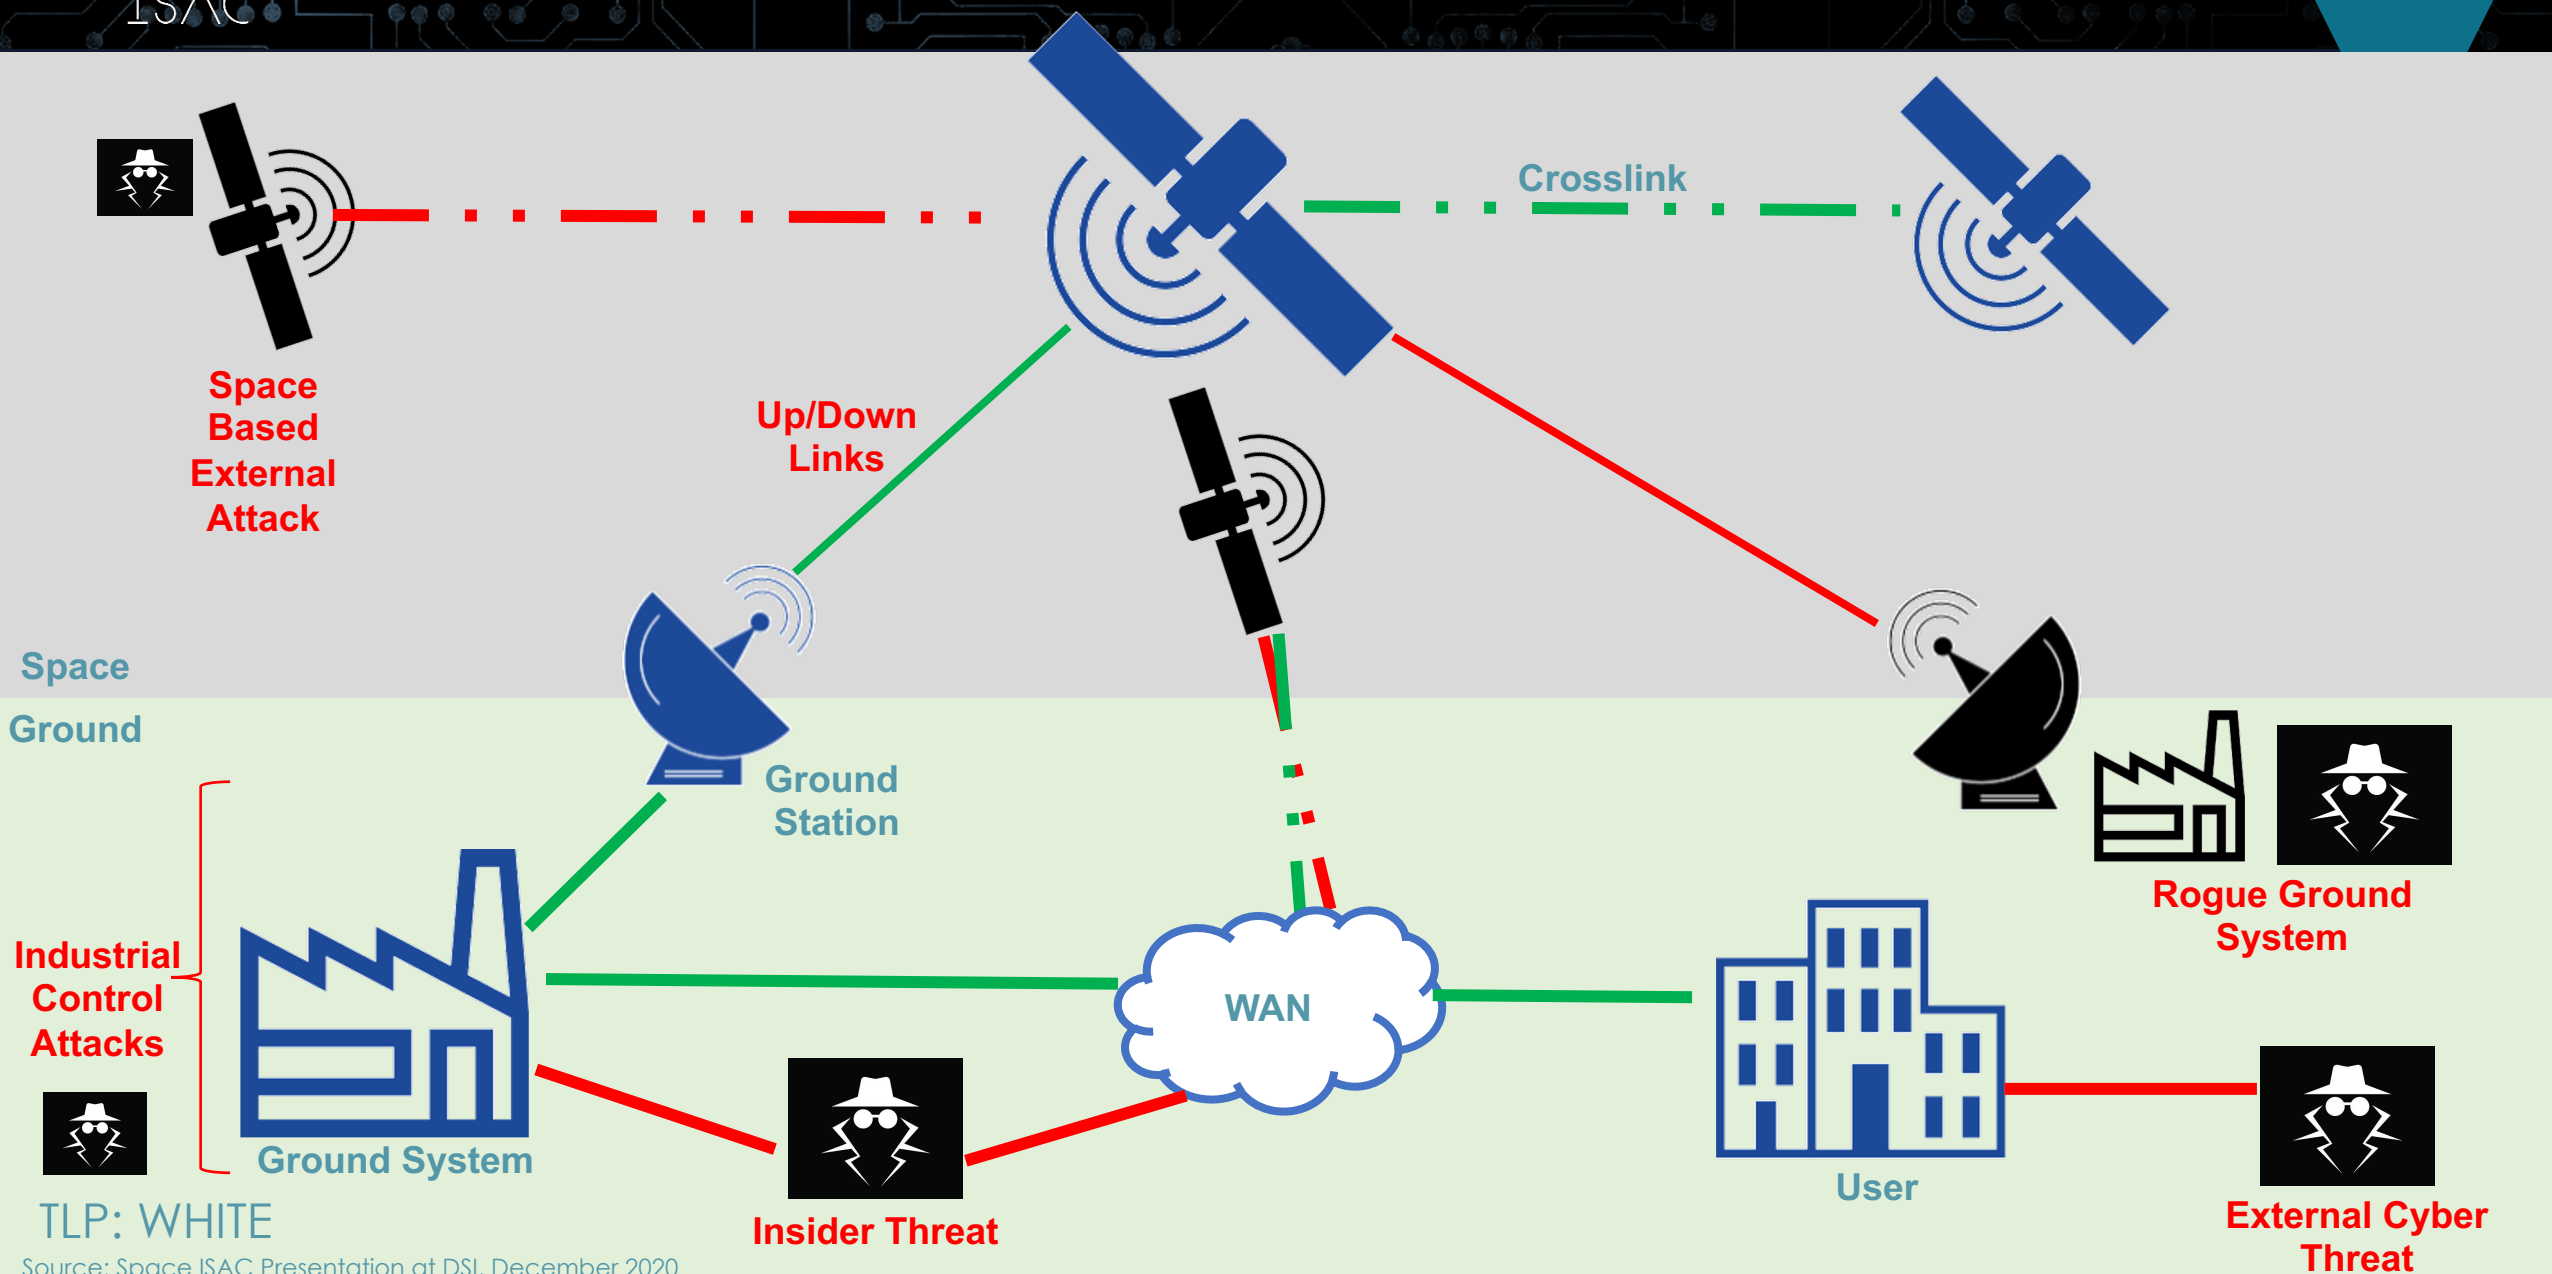 ISAC
Crosslink
Space
Based
External
Attack
Up/Down
Links
Space
Ground
Ground
Station
Industrial
Control
Attacks
WAN
Rogue Ground
System
Ground System
User
Insider Threat
External Cyber
Threat
TLP: WHITE
Source: Space ISAC Presentation at DSI, December 2020